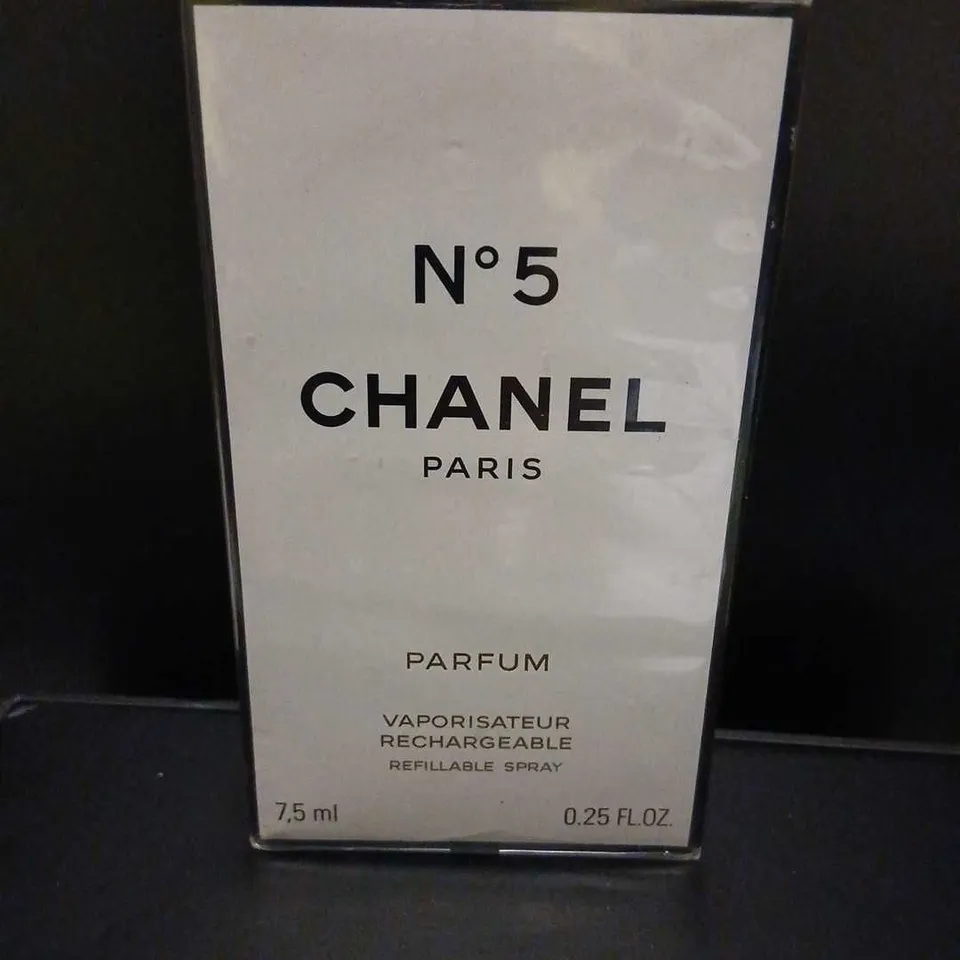 N°5
CHANEL
PARIS
PARFUM
VAPORISATEUR
RECHARGEABLE
REFILLABLE SPRAY
7,5 ml 0.25 FL.OZ.